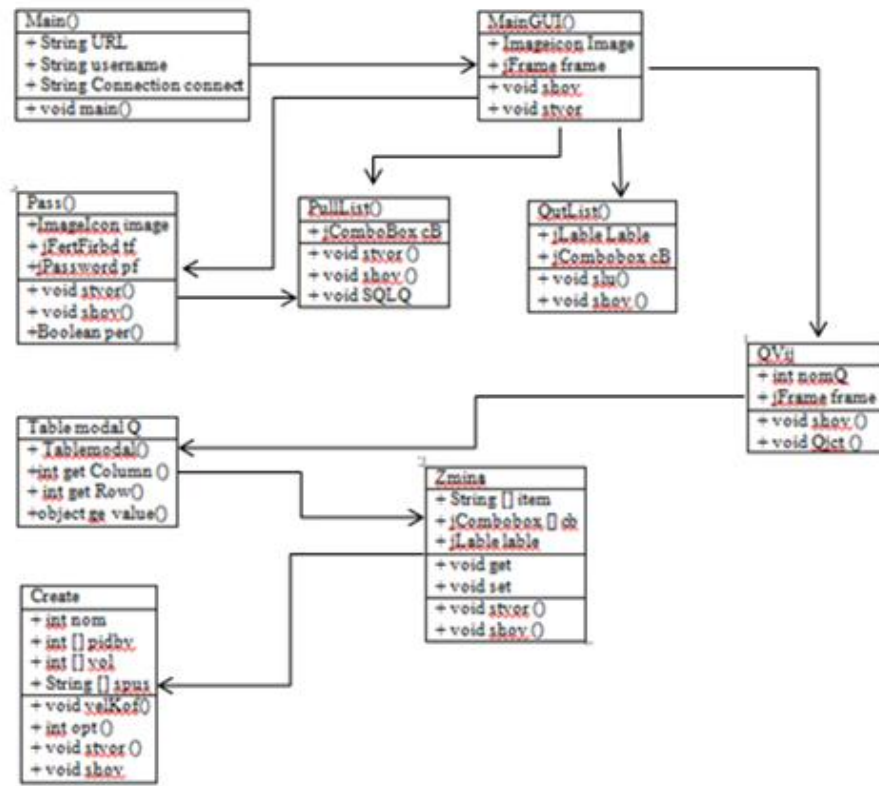 Main()
+ String URL
+ String username
+ String Connection connect
+ void main()
MainGUI()
+ Imageicon Image
+ jFrame frame
+ void shov
+ void stvor
Pass()
+ImageIcon image
+ jFertFirbd tf
+jPassword pf
+ void stvor()
+ void shov()
+Boolean per()
PullList()
+ jComboBox cB
+ void stvor ()
+ void shov ()
+ void SQLQ
QutList()
+ jLable Lable
+ jCombobox cB
+ void slu()
+ void shov ()
QVij
+ int nomQ
+ jFrame frame
+ void shov ()
+ void Qjct ()
Table modal Q
+ Tablemodal()
+int get Column ()
+ int get Row()
+object ge value()
Zmina
+ String [] item
+ jCombobox [] cb
+ jLable lable
+ void get
+ void set
+ void stvor ()
+ void shov ()
Create
+ int nom
+ int [] pidbv
+ int [] vol
+ String [] spus
+ void velKof()
+ int opt ()
+ void stvor ()
+ void shov